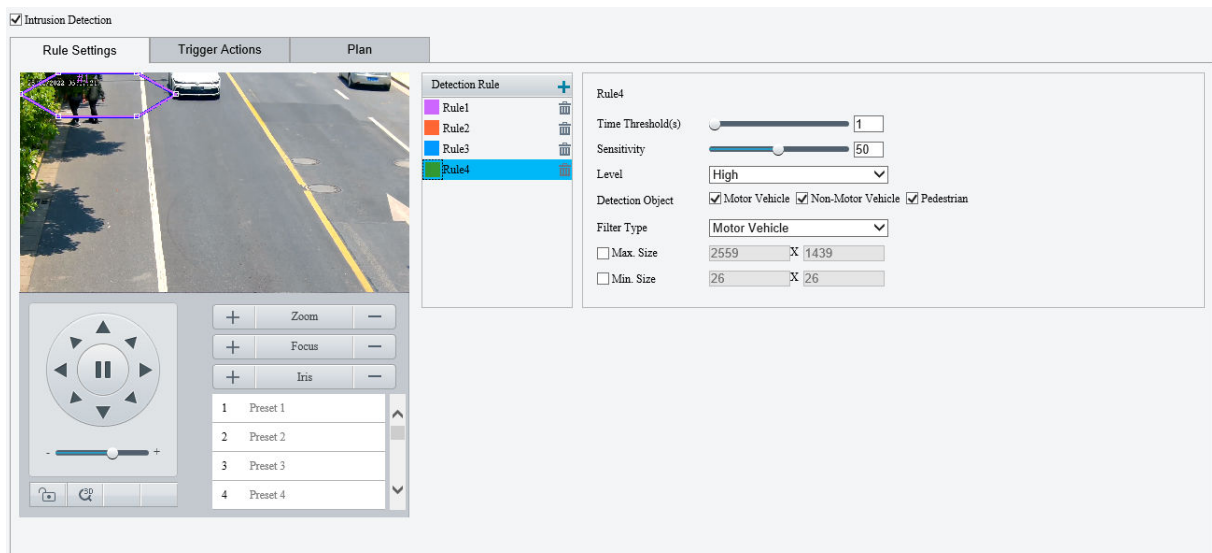 Intrusion Detection
Rule Settings Trigger Actions Plan
#1
Detection Rule
Rule1
Rule2
Rule3
Rule4
Rule4
Time Threshold(s) 1
Sensitivity 50
Level High
Detection Object Motor Vehicle Non-Motor Vehicle Pedestrian
Filter Type Motor Vehicle
Max. Size 2559 X 1439
Min. Size 26 X 26
+ Zoom −
+ Focus −
+ Iris −
1 Preset 1
2 Preset 2
3 Preset 3
4 Preset 4
- +
3D